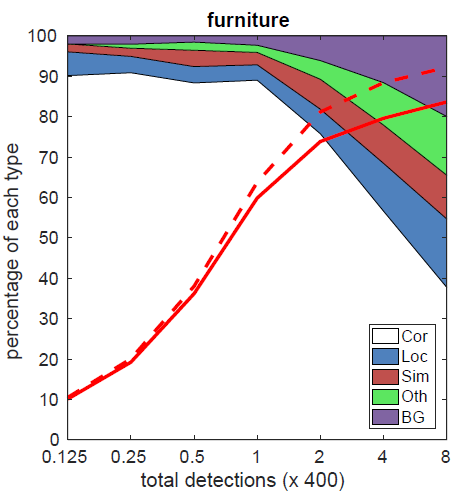 furniture
percentage of each type
100
90
80
70
60
50
40
30
20
10
0
Cor
Loc
Sim
Oth
BG
0.125 0.25 0.5 1 2 4 8
total detections (x 400)